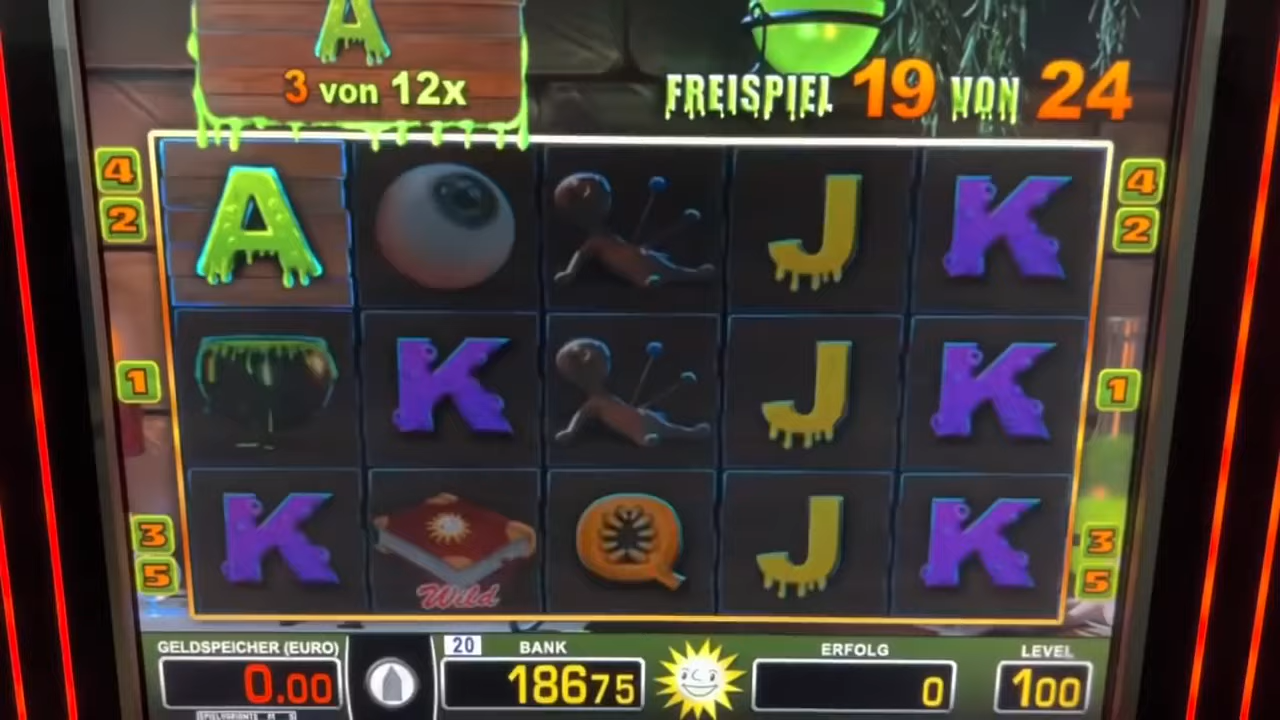 A
3 von 12x
FREISPIEL 19 VON 24
4 A J K 4
2 2
1 K J K 1
3 K Wild Q J K 3
5 5
GELDSPEICHER (EURO) 20 BANK ERFOLG LEVEL
0.00 18675 0 100